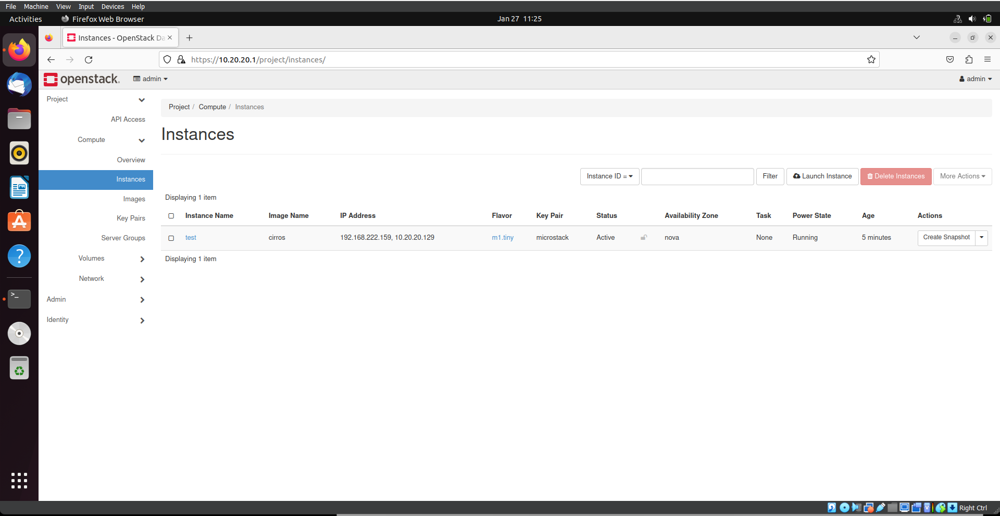 File Machine View Input Devices Help
Activities Firefox Web Browser Jan 27 11:25
Instances - OpenStack Da
https://10.20.20.1/project/instances/
openstack. admin admin
Project
API Access
Compute
Overview
Instances
Images
Key Pairs
Server Groups
Volumes
Network
Admin
Identity
Project / Compute / Instances
Instances
Instance ID = Filter Launch Instance Delete Instances More Actions
Displaying 1 item
Instance Name Image Name IP Address Flavor Key Pair Status Availability Zone Task Power State Age Actions
test cirros 192.168.222.159, 10.20.20.129 m1.tiny microstack Active nova None Running 5 minutes Create Snapshot
Displaying 1 item
Right Ctrl